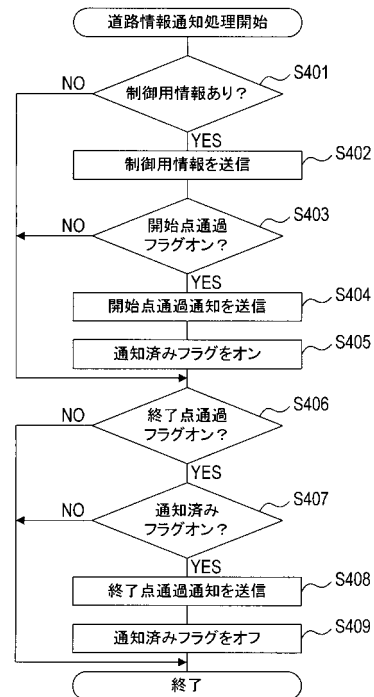 道路情報通知処理開始
S401
NO
制御用情報あり?
YES
S402
制御用情報を送信
S403
NO
開始点通過
フラグオン?
YES
S404
開始点通過通知を送信
S405
通知済みフラグをオン
S406
NO
終了点通過
フラグオン?
YES
S407
NO
通知済み
フラグオン?
YES
S408
終了点通過通知を送信
S409
通知済みフラグをオフ
終了